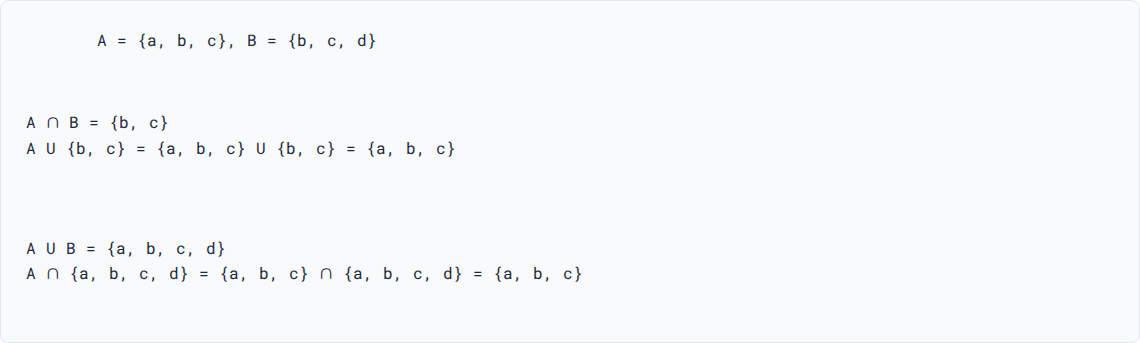 A = {a, b, c}, B = {b, c, d}
A ∩ B = {b, c}
A U {b, c} = {a, b, c} U {b, c} = {a, b, c}
A U B = {a, b, c, d}
A ∩ {a, b, c, d} = {a, b, c} ∩ {a, b, c, d} = {a, b, c}